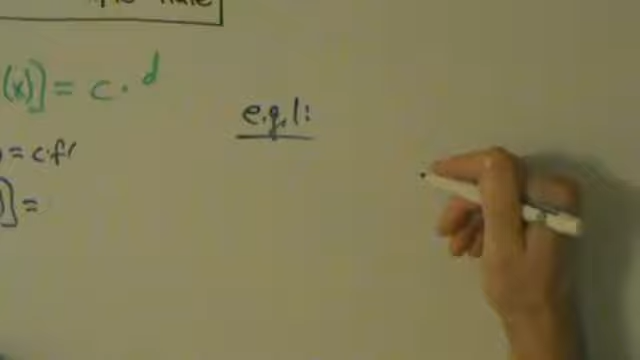 (x)] = c · d
e.g. 1:
= c·f(
)] =